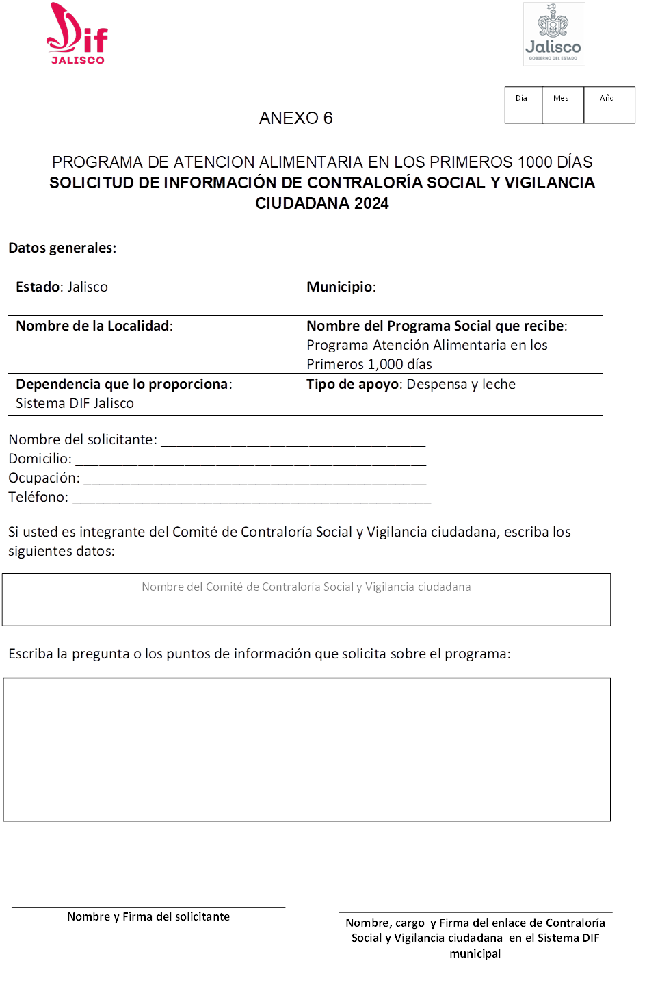 Dif
JALISCO
Jalisco
GOBIERNO DEL ESTADO
Día Mes Año
ANEXO 6
PROGRAMA DE ATENCION ALIMENTARIA EN LOS PRIMEROS 1000 DÍAS
SOLICITUD DE INFORMACIÓN DE CONTRALORÍA SOCIAL Y VIGILANCIA
CIUDADANA 2024
Datos generales:
Estado: Jalisco
Municipio:
Nombre de la Localidad:
Nombre del Programa Social que recibe:
Programa Atención Alimentaria en los
Primeros 1,000 días
Dependencia que lo proporciona:
Sistema DIF Jalisco
Tipo de apoyo: Despensa y leche
Nombre del solicitante: ___________________________________
Domicilio: ______________________________________________
Ocupación: _____________________________________________
Teléfono: _______________________________________________
Si usted es integrante del Comité de Contraloría Social y Vigilancia ciudadana, escriba los
siguientes datos:
Nombre del Comité de Contraloría Social y Vigilancia ciudadana
Escriba la pregunta o los puntos de información que solicita sobre el programa:
Nombre y Firma del solicitante
Nombre, cargo y Firma del enlace de Contraloría
Social y Vigilancia ciudadana en el Sistema DIF
municipal